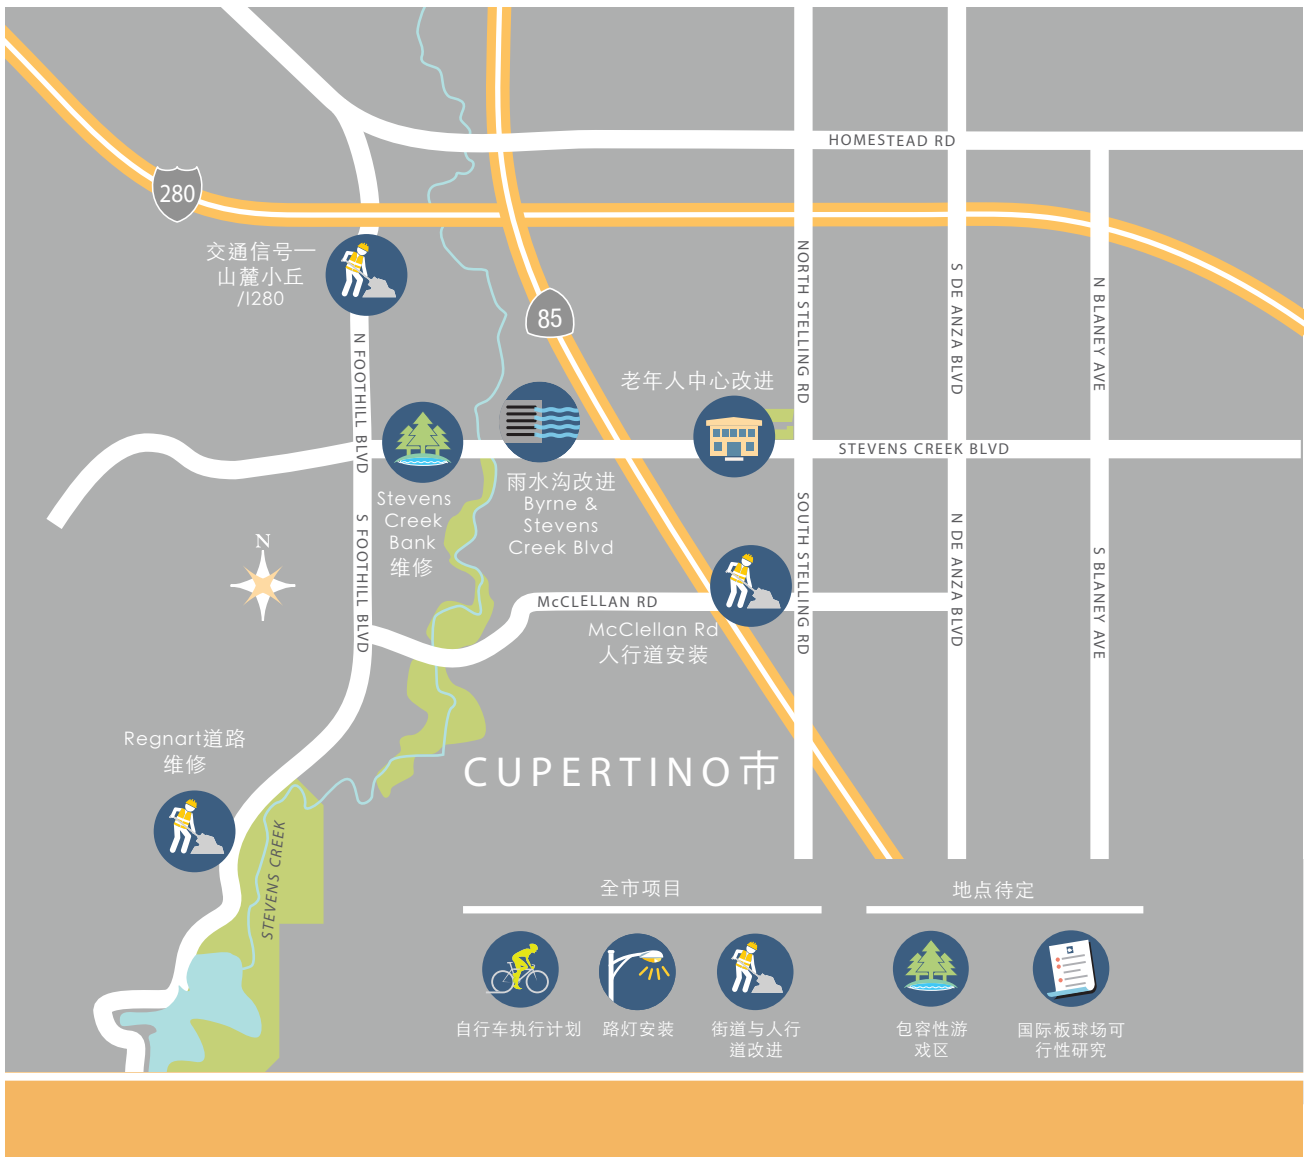 HOMESTEAD RD
280
交通信号一
山麓小丘
/I280
NORTH STELLING RD
S DE ANZA BLVD
N BLANEY AVE
85
N FOOTHILL BLVD
老年人中心改进
STEVENS CREEK BLVD
Stevens
Creek
Bank
维修
雨水沟改进
Byrne &
Stevens
Creek Blvd
S FOOTHILL BLVD
SOUTH STELLING RD
N DE ANZA BLVD
S BLANEY AVE
N
McCLELLAN RD
McClellan Rd
人行道安装
Regnart道路
维修
CUPERTINO市
STEVENS CREEK
全市项目
地点待定
自行车执行计划
路灯安装
街道与人行
道改进
包容性游
戏区
国际板球场可
行性研究